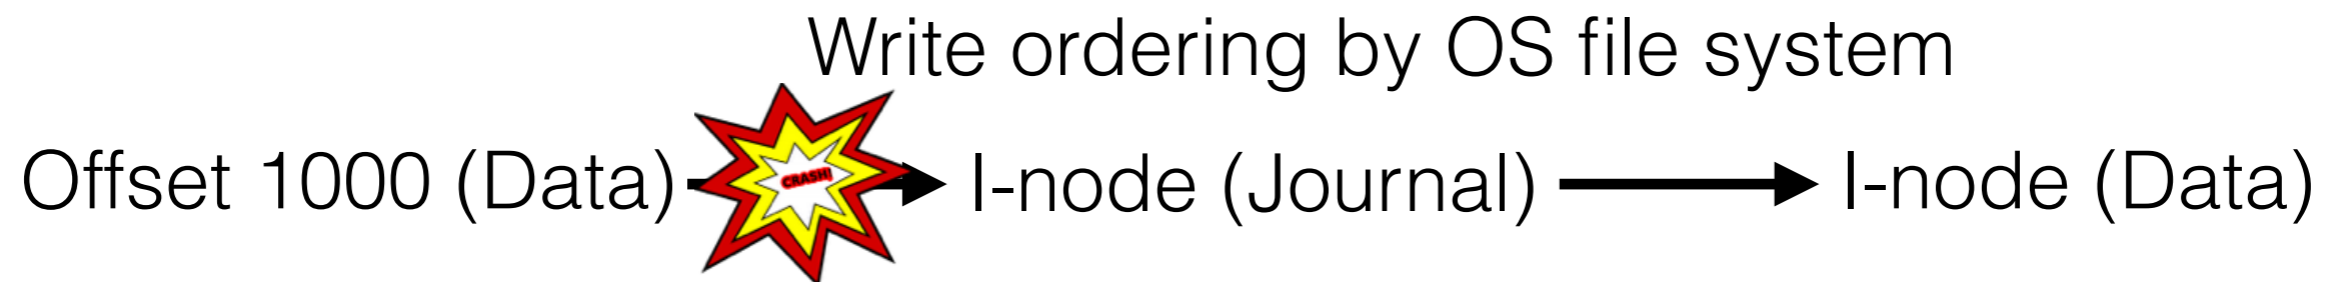 Write ordering by OS file system
Offset 1000 (Data) CRASH! I-node (Journal) I-node (Data)